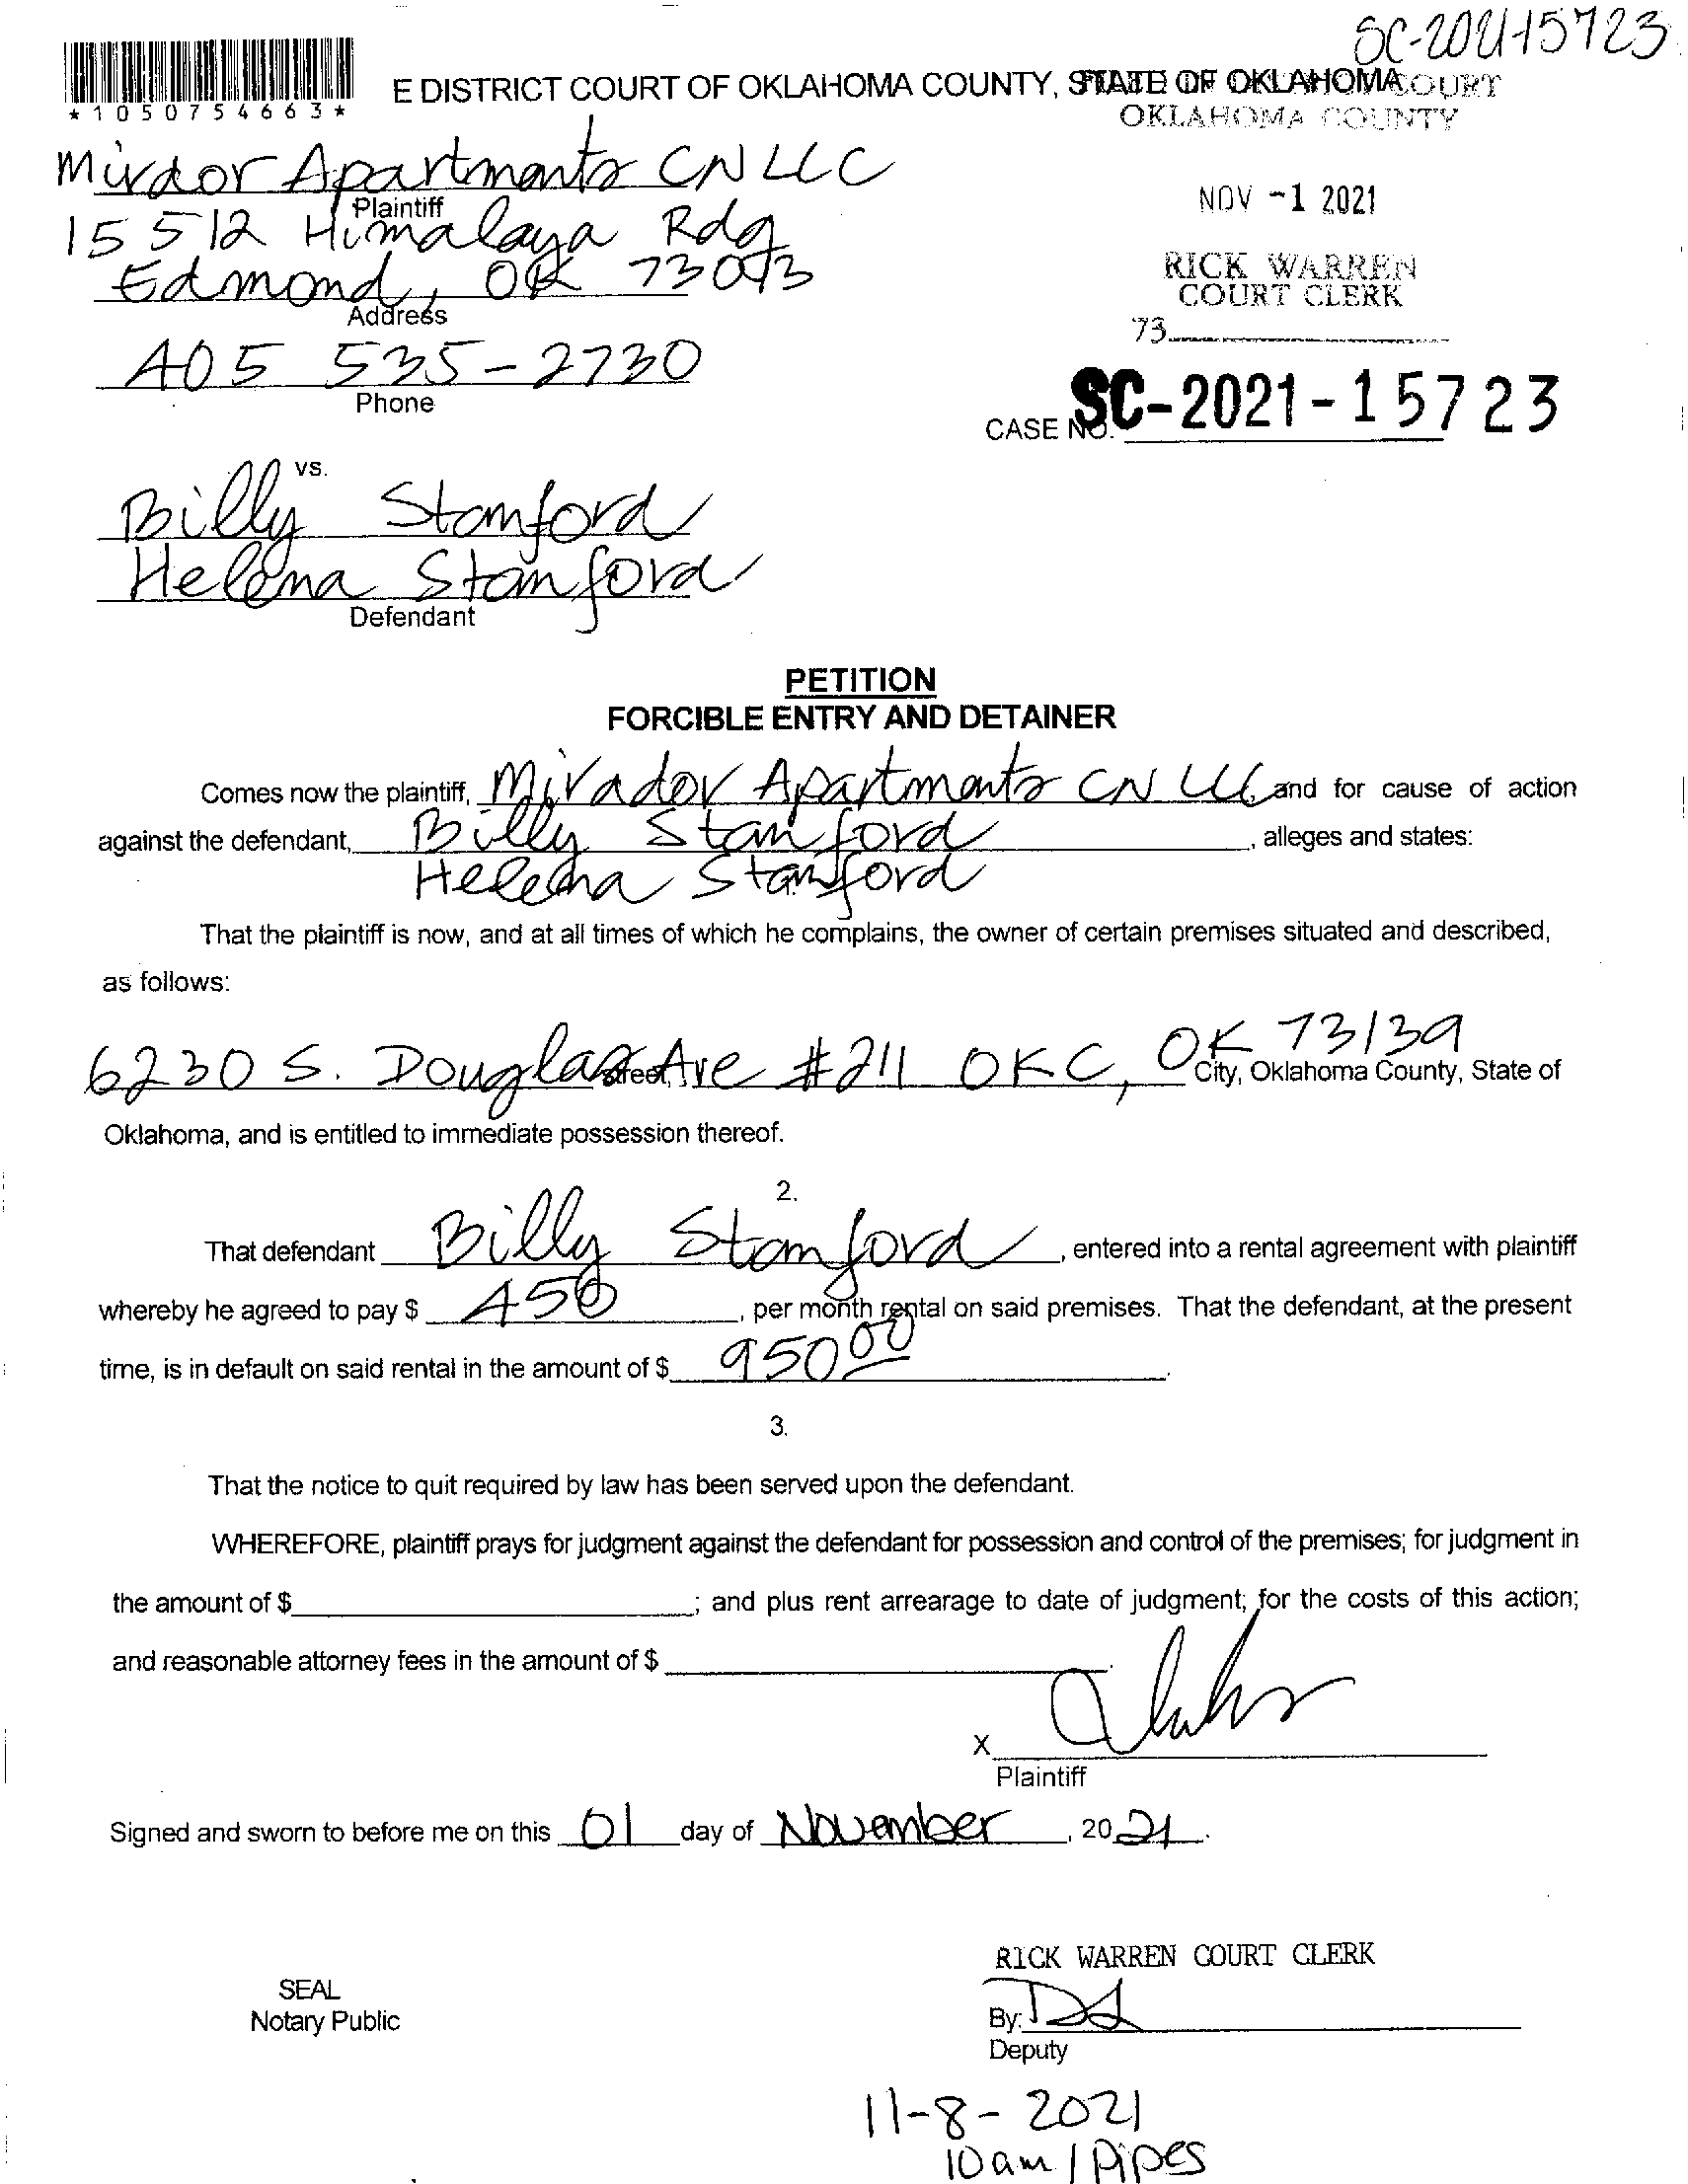 SC-2021-15723
*1050754663*
E DISTRICT COURT OF OKLAHOMA COUNTY, STATE OF OKLAHOMA COURT
OKLAHOMA COUNTY
Mirador Apartments CN LLC
Plaintiff
NOV -1 2021
15512 Himalaya Rdg
Edmond, OK 73013
Address
RICK WARREN
COURT CLERK
73
405 535-2730
Phone
CASE NO. SC-2021-15723
vs.
Billy Stanford
Helena Stanford
Defendant
PETITION
FORCIBLE ENTRY AND DETAINER
Comes now the plaintiff, Mirador Apartments CN LLC and for cause of action
against the defendant, Billy Stanford, alleges and states:
Helena Stanford
That the plaintiff is now, and at all times of which he complains, the owner of certain premises situated and described,
as follows:
6230 S. Douglas Ave #211 OKC, OK 73139
Street, City, Oklahoma County, State of
Oklahoma, and is entitled to immediate possession thereof.
2.
That defendant Billy Stanford, entered into a rental agreement with plaintiff
whereby he agreed to pay $ 450, per month rental on said premises. That the defendant, at the present
time, is in default on said rental in the amount of $ 950 00.
3.
That the notice to quit required by law has been served upon the defendant.
WHEREFORE, plaintiff prays for judgment against the defendant for possession and control of the premises; for judgment in
the amount of $ ; and plus rent arrearage to date of judgment; for the costs of this action;
and reasonable attorney fees in the amount of $ .
X
Plaintiff
Signed and sworn to before me on this 01 day of November, 2021.
RICK WARREN COURT CLERK
SEAL
Notary Public
By: DS
Deputy
11-8-2021
10am / Pipes